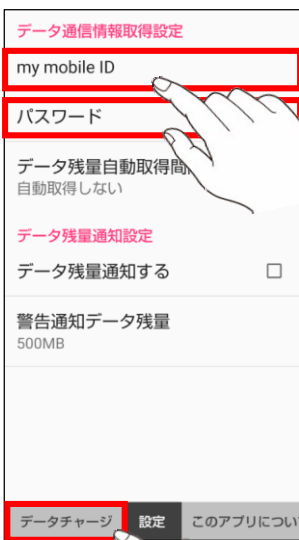 データ通信情報取得設定
my mobile ID
パスワード
データ残量自動取得間
自動取得しない
データ残量通知設定
データ残量通知する
警告通知データ残量
500MB
データチャージ 設定 このアプリについ